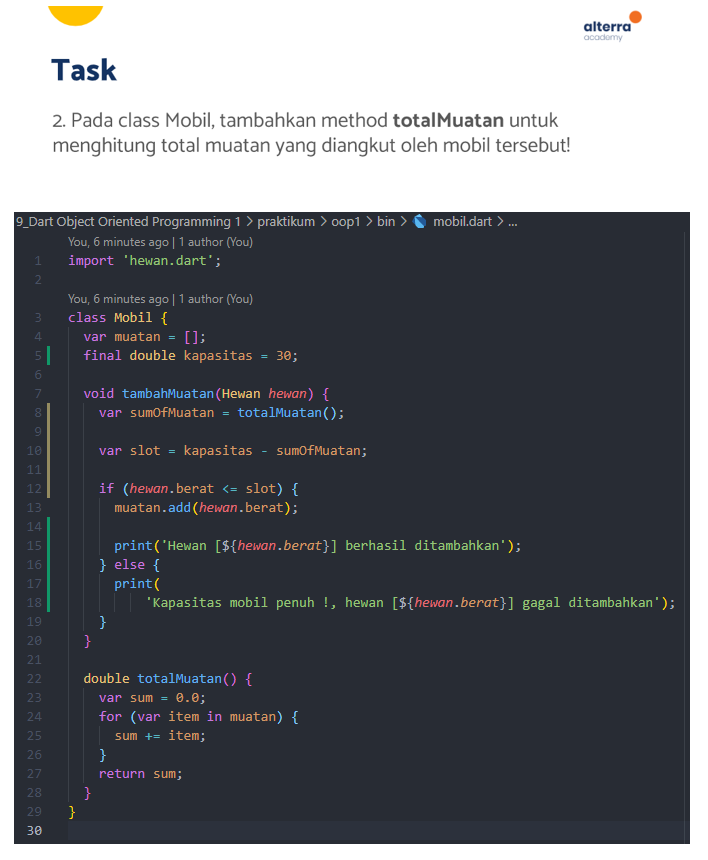 alterra
academy
Task
2. Pada class Mobil, tambahkan method totalMuatan untuk
menghitung total muatan yang diangkut oleh mobil tersebut!
9_Dart Object Oriented Programming 1 > praktikum > oop1 > bin > mobil.dart > ...
You, 6 minutes ago | 1 author (You)
1 import 'hewan.dart';
2
You, 6 minutes ago | 1 author (You)
3 class Mobil {
4   var muatan = [];
5   final double kapasitas = 30;
6
7   void tambahMuatan(Hewan hewan) {
8     var sumOfMuatan = totalMuatan();
9
10     var slot = kapasitas - sumOfMuatan;
11
12     if (hewan.berat <= slot) {
13       muatan.add(hewan.berat);
14
15       print('Hewan [${hewan.berat}] berhasil ditambahkan');
16     } else {
17       print(
18           'Kapasitas mobil penuh !, hewan [${hewan.berat}] gagal ditambahkan');
19     }
20   }
21
22   double totalMuatan() {
23     var sum = 0.0;
24     for (var item in muatan) {
25       sum += item;
26     }
27     return sum;
28   }
29 }
30